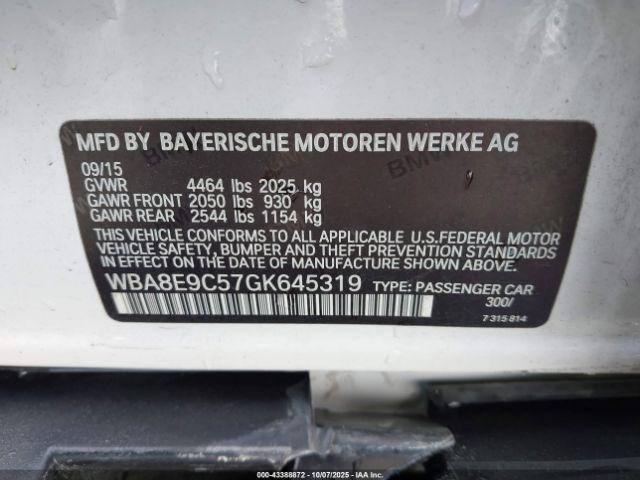 MFD BY BAYERISCHE MOTOREN WERKE AG
09/15
GVWR 4464 lbs 2025 kg
GAWR FRONT 2050 lbs 930 kg
GAWR REAR 2544 lbs 1154 kg
THIS VEHICLE CONFORMS TO ALL APPLICABLE U.S.FEDERAL MOTOR
VEHICLE SAFETY, BUMPER AND THEFT PREVENTION STANDARDS
IN EFFECT ON THE DATE OF MANUFACTURE SHOWN ABOVE.
WBA8E9C57GK645319 TYPE: PASSENGER CAR
300/
7 315 814
© - 43388872 - 10/07/2025 - IAA Inc.